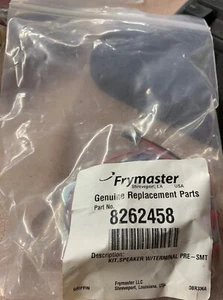 Frymaster
Shreveport, LA USA
Genuine Replacement Parts
Part No.
8262458
Description:
KIT,SPEAKER W/TERMINAL PRE--SMT
Frymaster LLC
Shreveport, Louisiana, USA